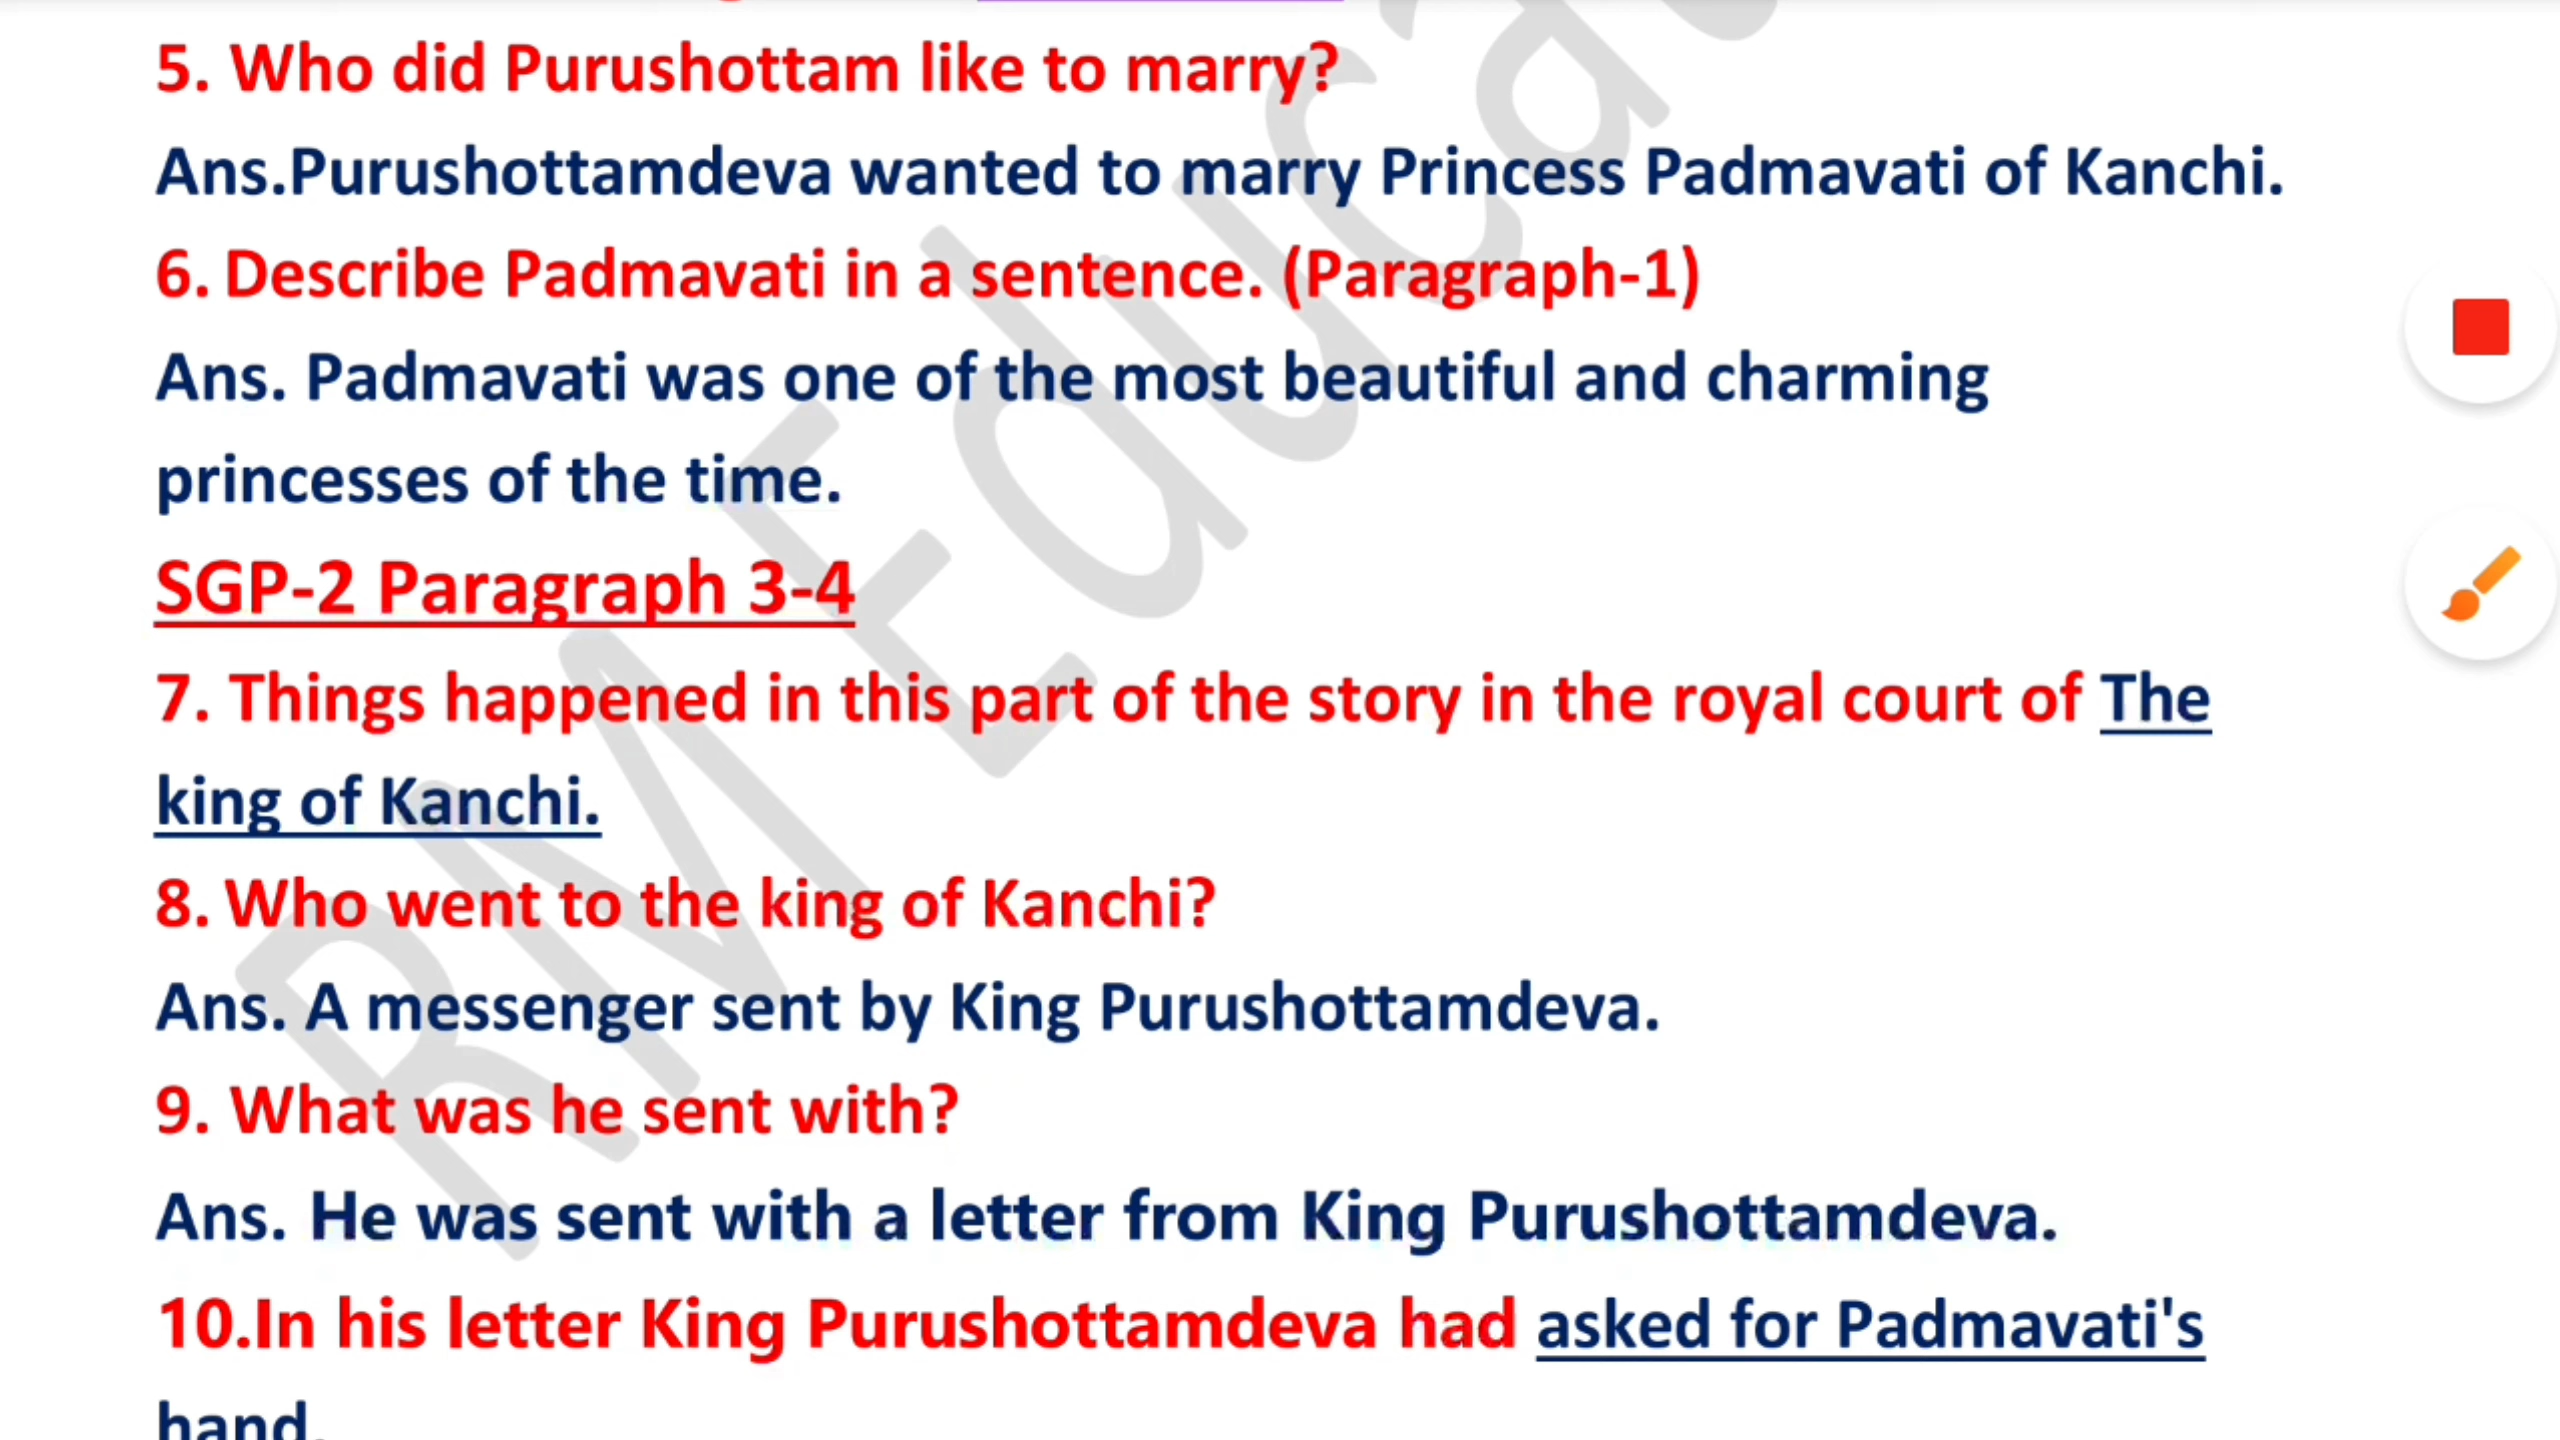 5. Who did Purushottam like to marry?
Ans.Purushottamdeva wanted to marry Princess Padmavati of Kanchi.
6. Describe Padmavati in a sentence. (Paragraph-1)
Ans. Padmavati was one of the most beautiful and charming
princesses of the time.
SGP-2 Paragraph 3-4
7. Things happened in this part of the story in the royal court of The
king of Kanchi.
8. Who went to the king of Kanchi?
Ans. A messenger sent by King Purushottamdeva.
9. What was he sent with?
Ans. He was sent with a letter from King Purushottamdeva.
10.In his letter King Purushottamdeva had asked for Padmavati's
hand.
RM